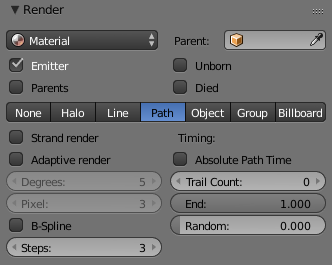 Render
Material Parent:
Emitter Unborn
Parents Died
None Halo Line Path Object Group Billboard
Strand render Timing:
Adaptive render Absolute Path Time
Degrees: 5 Trail Count: 0
Pixel: 3 End: 1.000
B-Spline Random: 0.000
Steps: 3